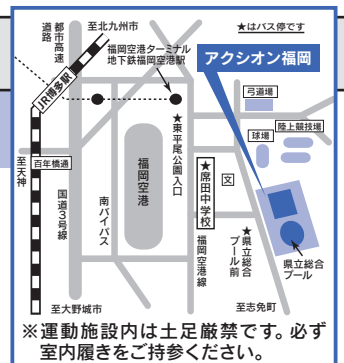 都市高速道路
至北九州市
★はバス停です
福岡空港ターミナル
地下鉄福岡空港駅
アクシオン福岡
JR博多駅
弓道場
陸上競技場
球場
★東平尾公園入口
至天神
百年橋通
国道3号線
南バイパス
福岡空港
★席田中学校
文
福岡空港線
★県立総合プール前
県立総合
プール
至大野城市
至志免町
※運動施設内は土足厳禁です。必ず
室内履きをご持参ください。